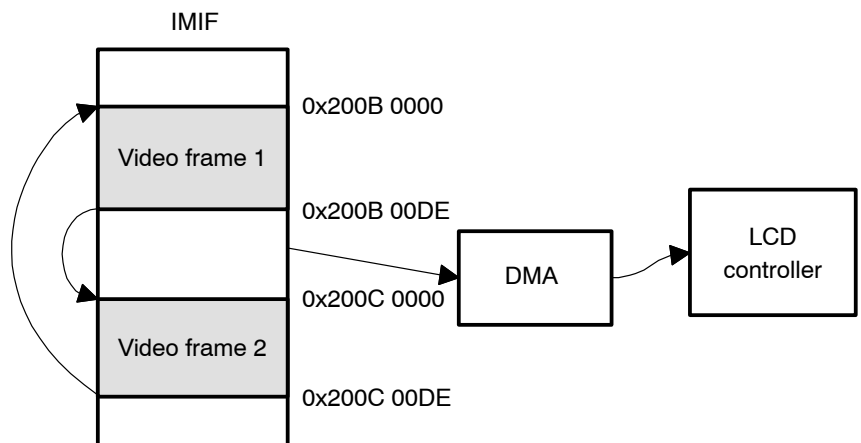 IMIF
0x200B 0000
Video frame 1
0x200B 00DE
DMA
LCD
controller
0x200C 0000
Video frame 2
0x200C 00DE